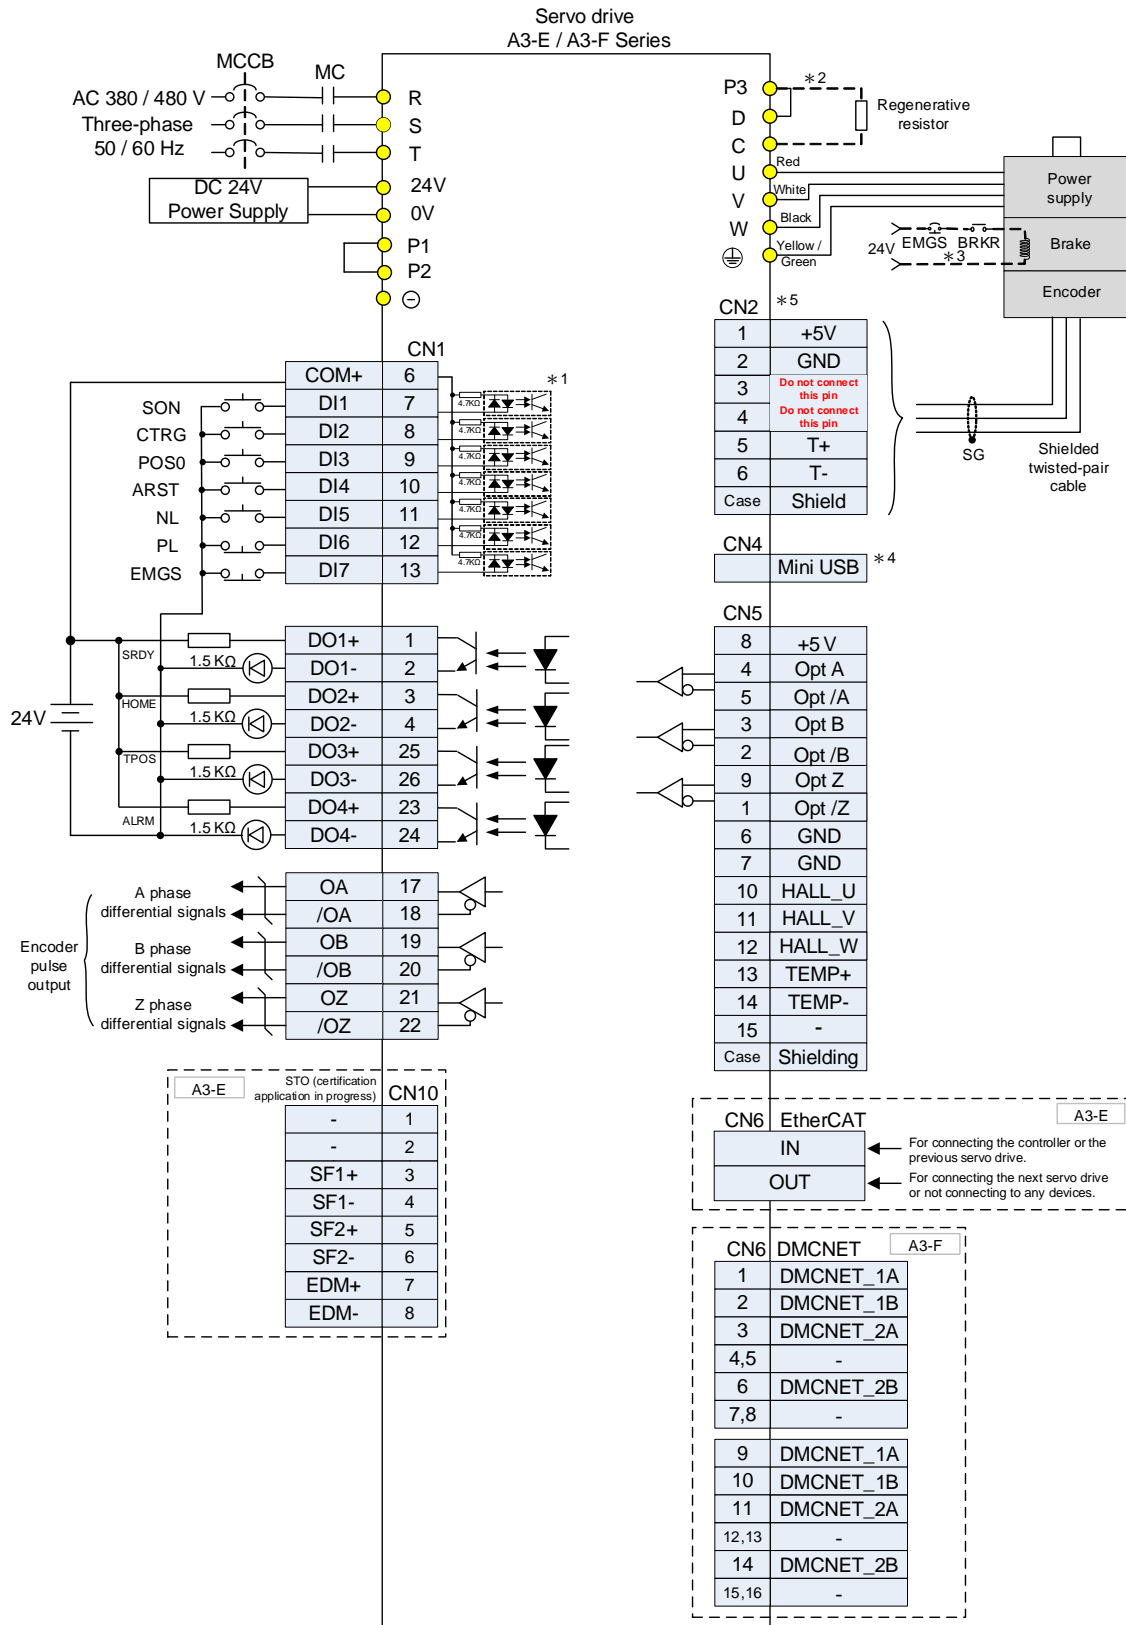 Servo drive
A3-E / A3-F Series
MCCB
MC
AC 380 / 480 V
Three-phase
50 / 60 Hz
R
S
T
DC 24V
Power Supply
24V
0V
P1
P2
⊖
P3
D
C
U
V
W
∗2
Regenerative
resistor
Red
White
Black
Yellow /
Green
Power
supply
Brake
Encoder
24V
EMGS
BRKR
∗3
CN1
COM+ 6
DI1 7
DI2 8
DI3 9
DI4 10
DI5 11
DI6 12
DI7 13
SON
CTRG
POS0
ARST
NL
PL
EMGS
∗1
4.7KΩ
4.7KΩ
4.7KΩ
4.7KΩ
4.7KΩ
4.7KΩ
4.7KΩ
CN2
∗5
1 +5V
2 GND
3 Do not connect
this pin
4 Do not connect
this pin
5 T+
6 T-
Case Shield
SG
Shielded
twisted-pair
cable
CN4
Mini USB
∗4
24V
SRDY
1.5 KΩ
HOME
1.5 KΩ
TPOS
1.5 KΩ
ALRM
1.5 KΩ
DO1+ 1
DO1- 2
DO2+ 3
DO2- 4
DO3+ 25
DO3- 26
DO4+ 23
DO4- 24
CN5
8 +5 V
4 Opt A
5 Opt /A
3 Opt B
2 Opt /B
9 Opt Z
1 Opt /Z
6 GND
7 GND
10 HALL_U
11 HALL_V
12 HALL_W
13 TEMP+
14 TEMP-
15 -
Case Shielding
Encoder
pulse
output
A phase
differential signals
B phase
differential signals
Z phase
differential signals
OA 17
/OA 18
OB 19
/OB 20
OZ 21
/OZ 22
A3-E
STO (certification
application in progress)
CN10
- 1
- 2
SF1+ 3
SF1- 4
SF2+ 5
SF2- 6
EDM+ 7
EDM- 8
CN6 EtherCAT
A3-E
IN
For connecting the controller or the
previous servo drive.
OUT
For connecting the next servo drive
or not connecting to any devices.
CN6 DMCNET
A3-F
1 DMCNET_1A
2 DMCNET_1B
3 DMCNET_2A
4,5 -
6 DMCNET_2B
7,8 -
9 DMCNET_1A
10 DMCNET_1B
11 DMCNET_2A
12,13 -
14 DMCNET_2B
15,16 -